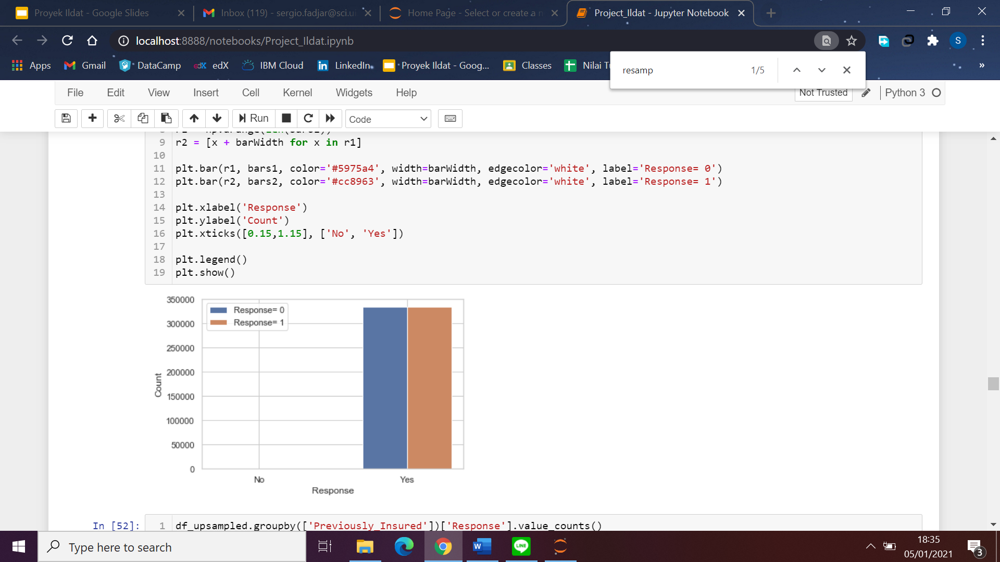 Proyek Ildat - Google Slides
Inbox (119) - sergio.fadjar@sci.ui
Home Page - Select or create a n
Project_Ildat - Jupyter Notebook
localhost:8888/notebooks/Project_Ildat.ipynb
S
Apps
Gmail
DataCamp
edX
IBM Cloud
LinkedIn
Proyek Ildat - Goog...
Classes
Nilai
resamp
1/5
File Edit View Insert Cell Kernel Widgets Help
Not Trusted
Python 3
Run
Code
9 r2 = [x + barWidth for x in r1]
10
11 plt.bar(r1, bars1, color='#5975a4', width=barWidth, edgecolor='white', label='Response= 0')
12 plt.bar(r2, bars2, color='#cc8963', width=barWidth, edgecolor='white', label='Response= 1')
13
14 plt.xlabel('Response')
15 plt.ylabel('Count')
16 plt.xticks([0.15,1.15], ['No', 'Yes'])
17
18 plt.legend()
19 plt.show()
350000
300000
250000
200000
150000
100000
50000
0
Count
Response= 0
Response= 1
No
Yes
Response
In [52]:
1 df_upsampled.groupby(['Previously_Insured'])['Response'].value_counts()
Type here to search
LINE
18:35
05/01/2021
3